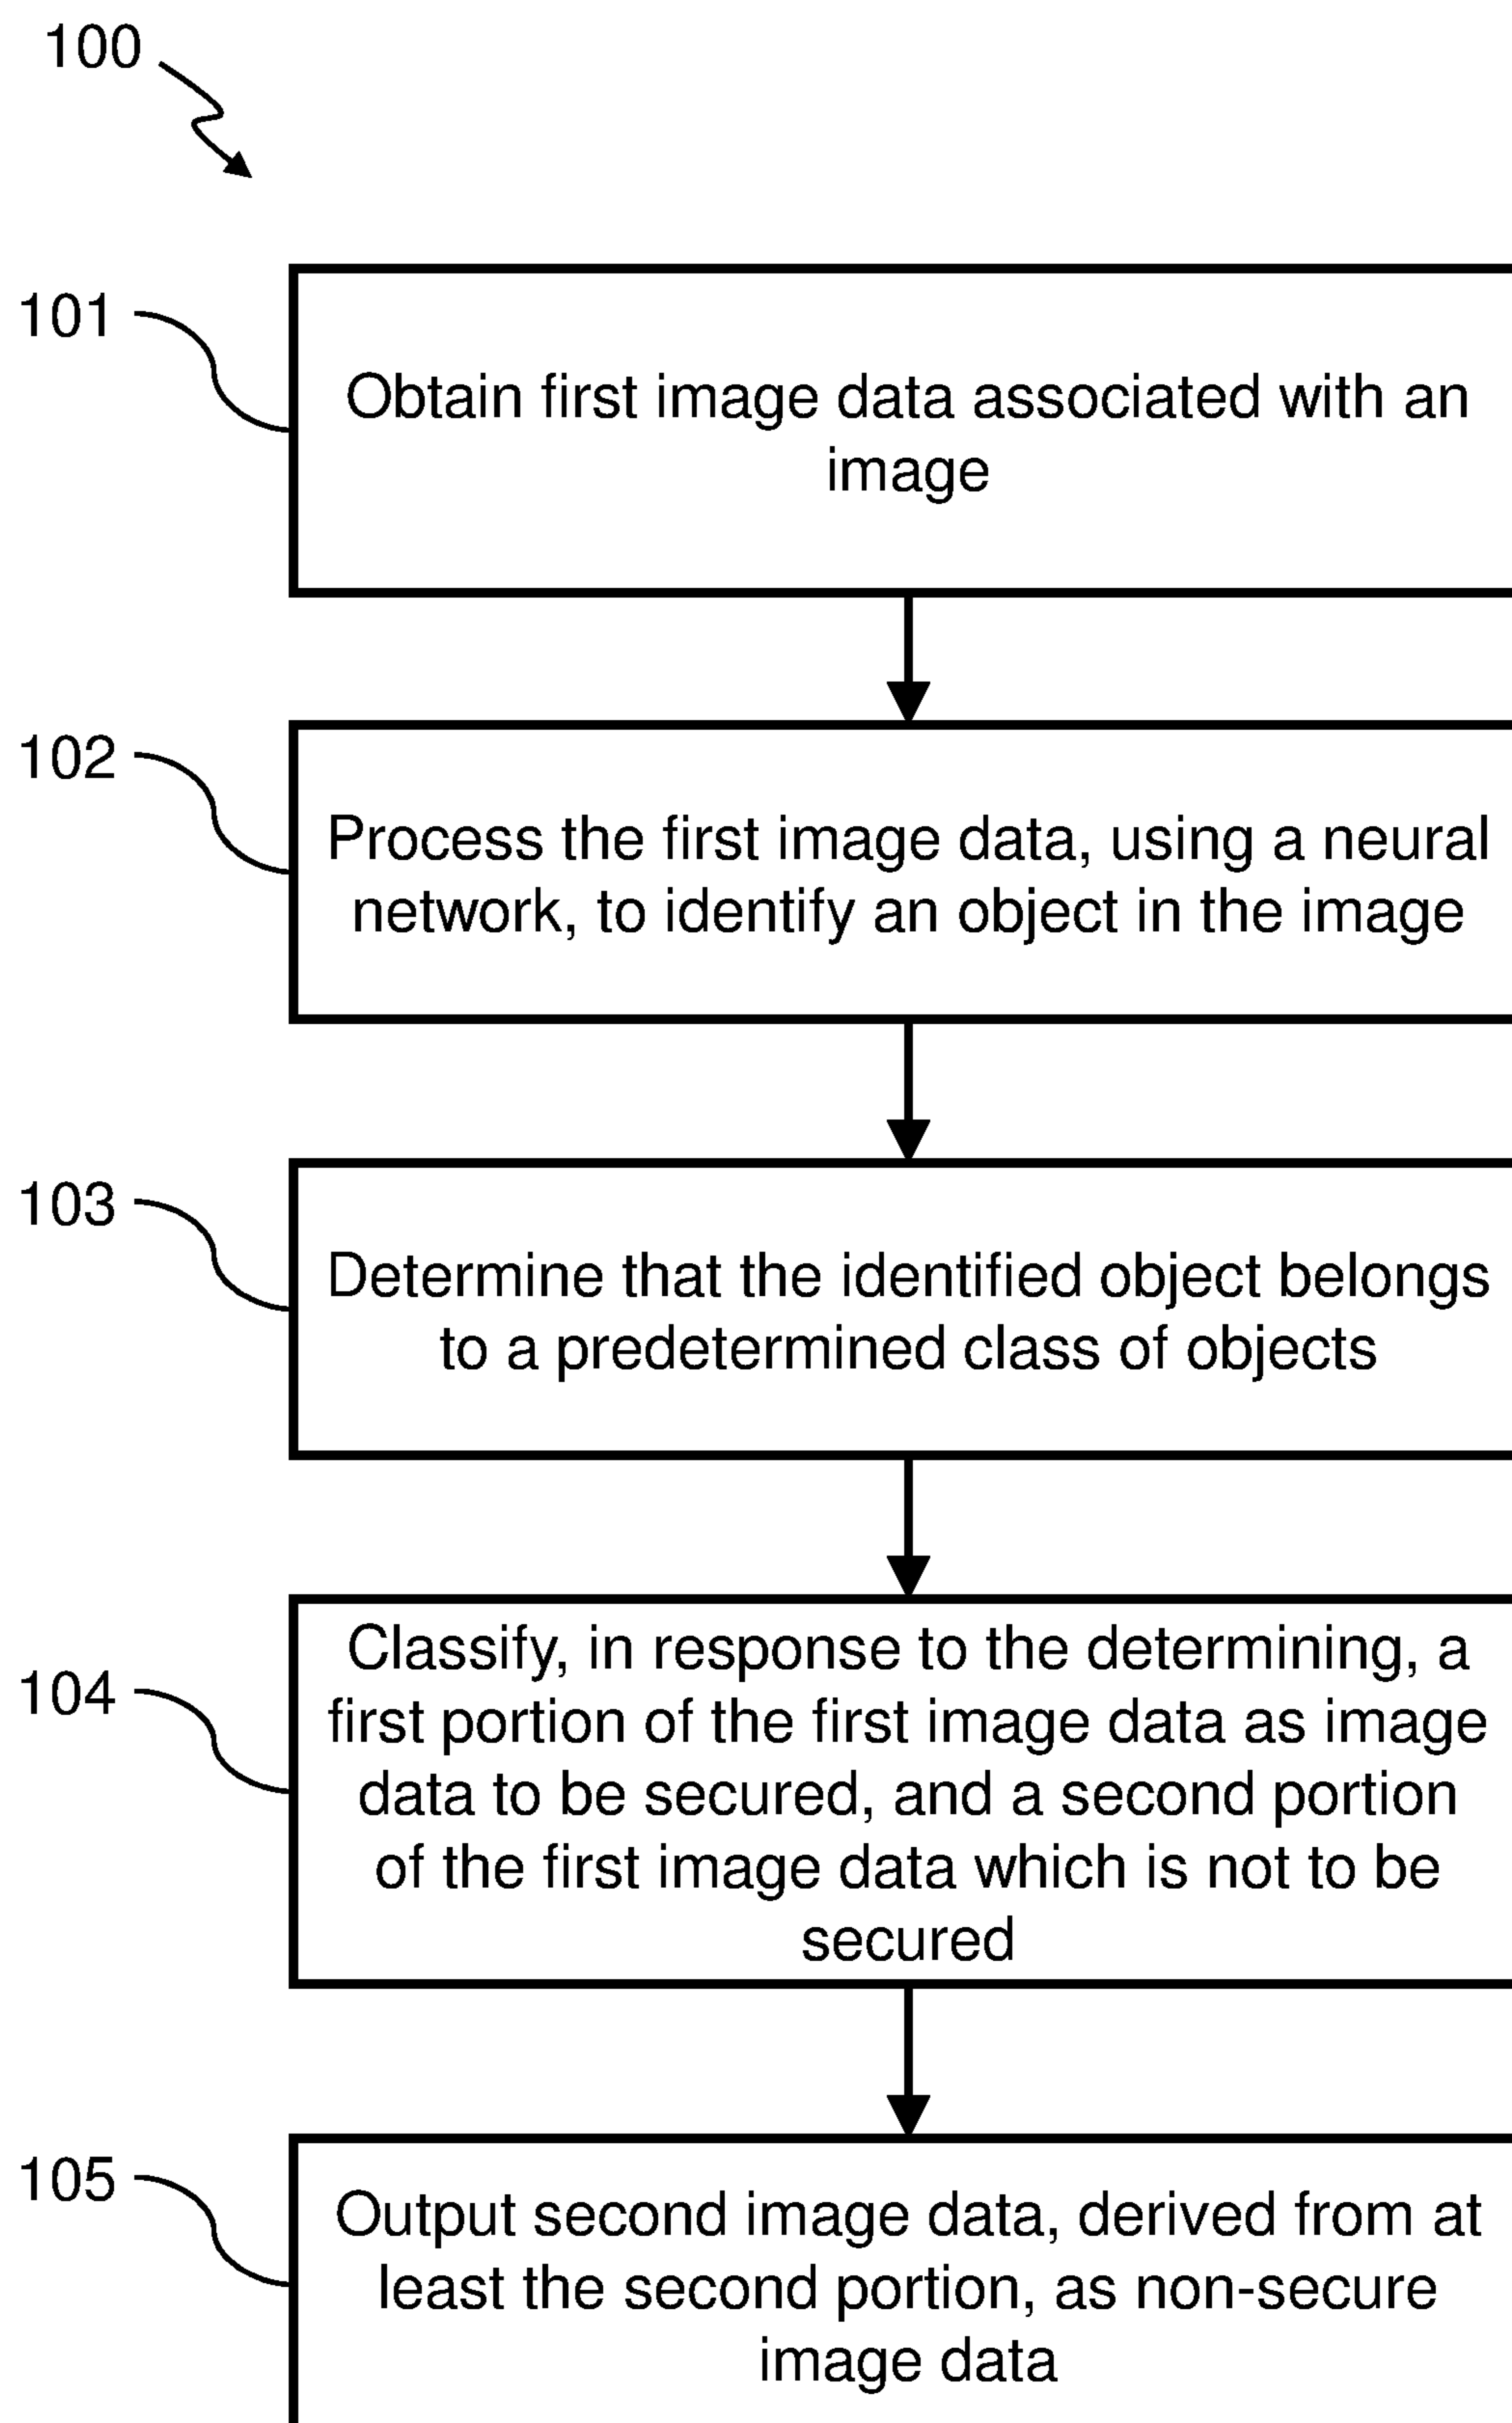 100
101
Obtain first image data associated with an
image
102
Process the first image data, using a neural
network, to identify an object in the image
103
Determine that the identified object belongs
to a predetermined class of objects
104
Classify, in response to the determining, a
first portion of the first image data as image
data to be secured, and a second portion
of the first image data which is not to be
secured
105
Output second image data, derived from at
least the second portion, as non-secure
image data